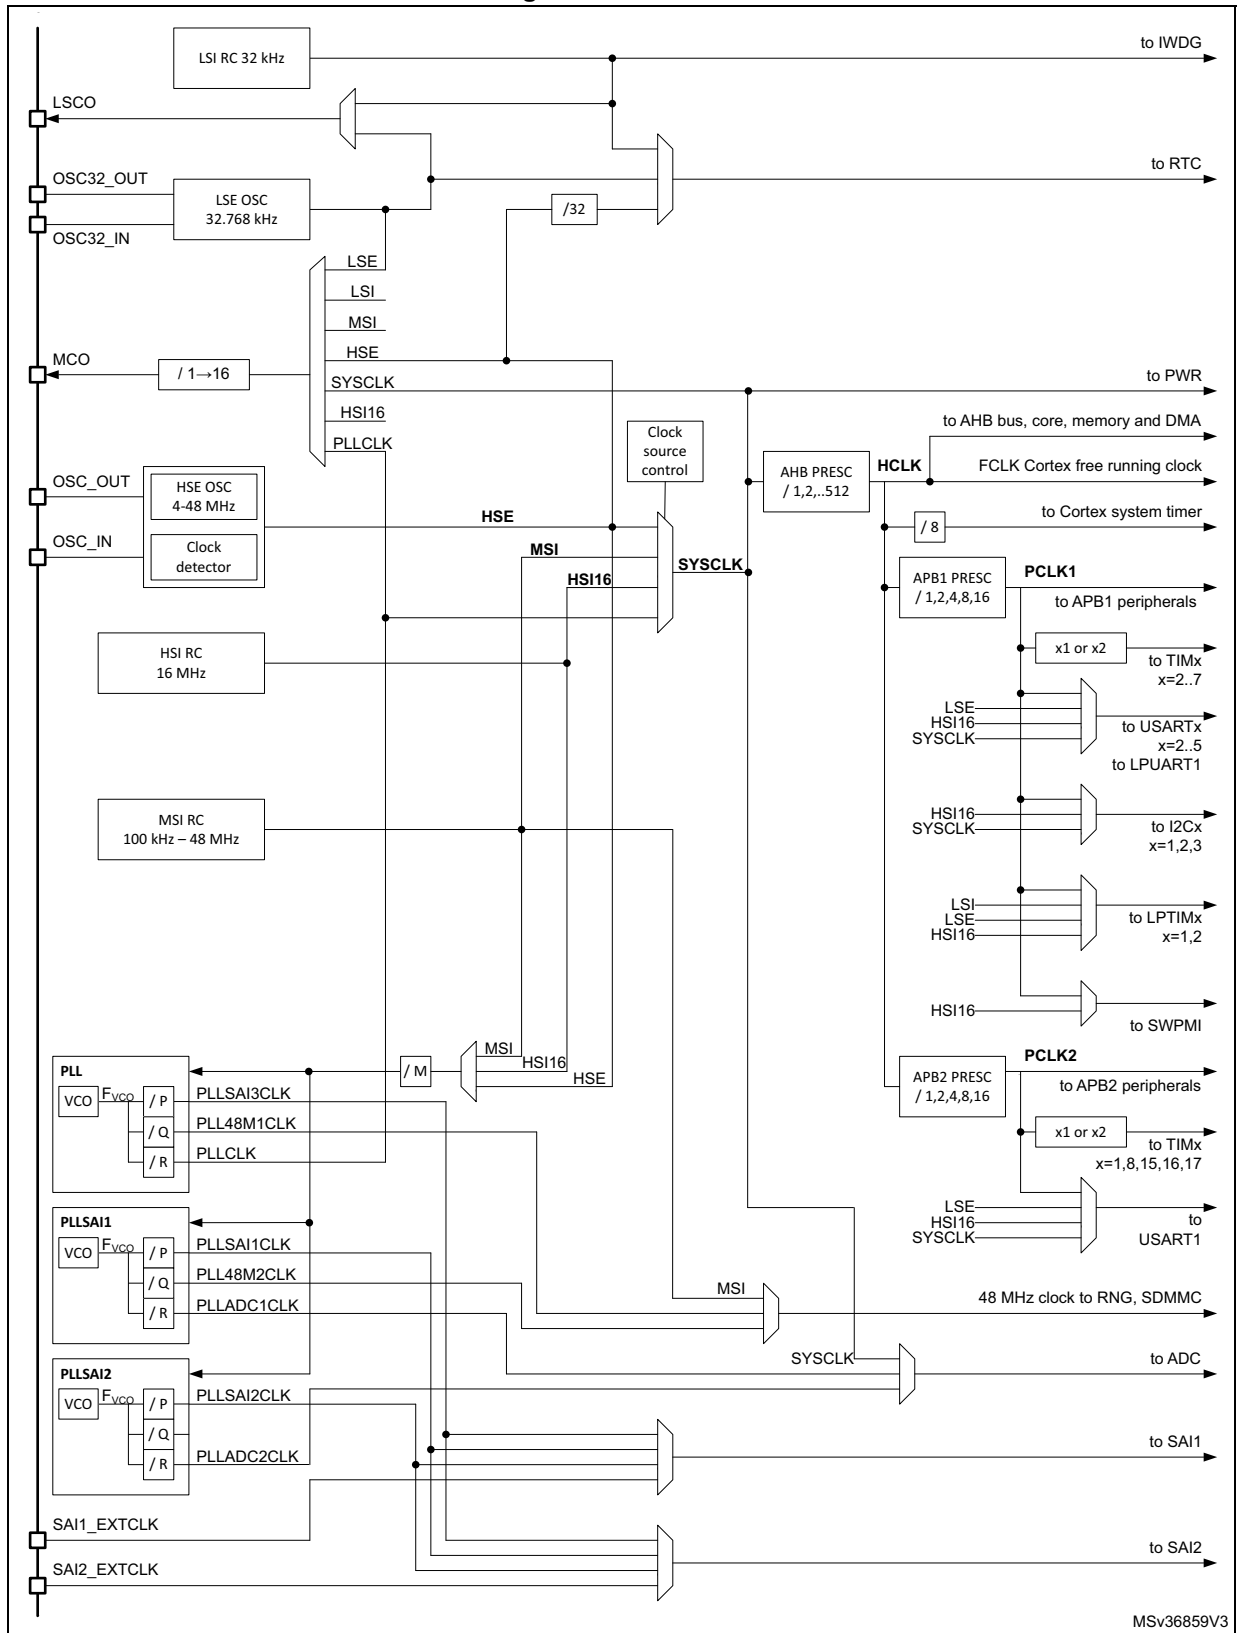 to IWDG
LSI RC 32 kHz
LSCO
to RTC
OSC32_OUT
LSE OSC
32.768 kHz
/32
OSC32_IN
LSE
LSI
MSI
HSE
MCO
/ 1→16
to PWR
SYSCLK
HSI16
to AHB bus, core, memory and DMA
PLLCLK
Clock
source
control
HCLK
FCLK Cortex free running clock
AHB PRESC
/ 1,2,..512
OSC_OUT
HSE OSC
4-48 MHz
HSE
to Cortex system timer
/ 8
OSC_IN
Clock
detector
MSI
SYSCLK
HSI16
PCLK1
APB1 PRESC
/ 1,2,4,8,16
to APB1 peripherals
HSI RC
16 MHz
x1 or x2
to TIMx
x=2..7
LSE
HSI16
SYSCLK
to USARTx
x=2..5
to LPUART1
MSI RC
100 kHz – 48 MHz
HSI16
SYSCLK
to I2Cx
x=1,2,3
LSI
LSE
HSI16
to LPTIMx
x=1,2
HSI16
to SWPMI
MSI
HSI16
HSE
/ M
PCLK2
APB2 PRESC
/ 1,2,4,8,16
to APB2 peripherals
PLL
VCO
FVCO
/ P
PLLSAI3CLK
/ Q
PLL48M1CLK
/ R
PLLCLK
x1 or x2
to TIMx
x=1,8,15,16,17
LSE
HSI16
SYSCLK
to
USART1
PLLSAI1
VCO
FVCO
/ P
PLLSAI1CLK
/ Q
PLL48M2CLK
/ R
PLLADC1CLK
MSI
48 MHz clock to RNG, SDMMC
SYSCLK
to ADC
PLLSAI2
VCO
FVCO
/ P
PLLSAI2CLK
/ Q
/ R
PLLADC2CLK
to SAI1
SAI1_EXTCLK
to SAI2
SAI2_EXTCLK
MSv36859V3